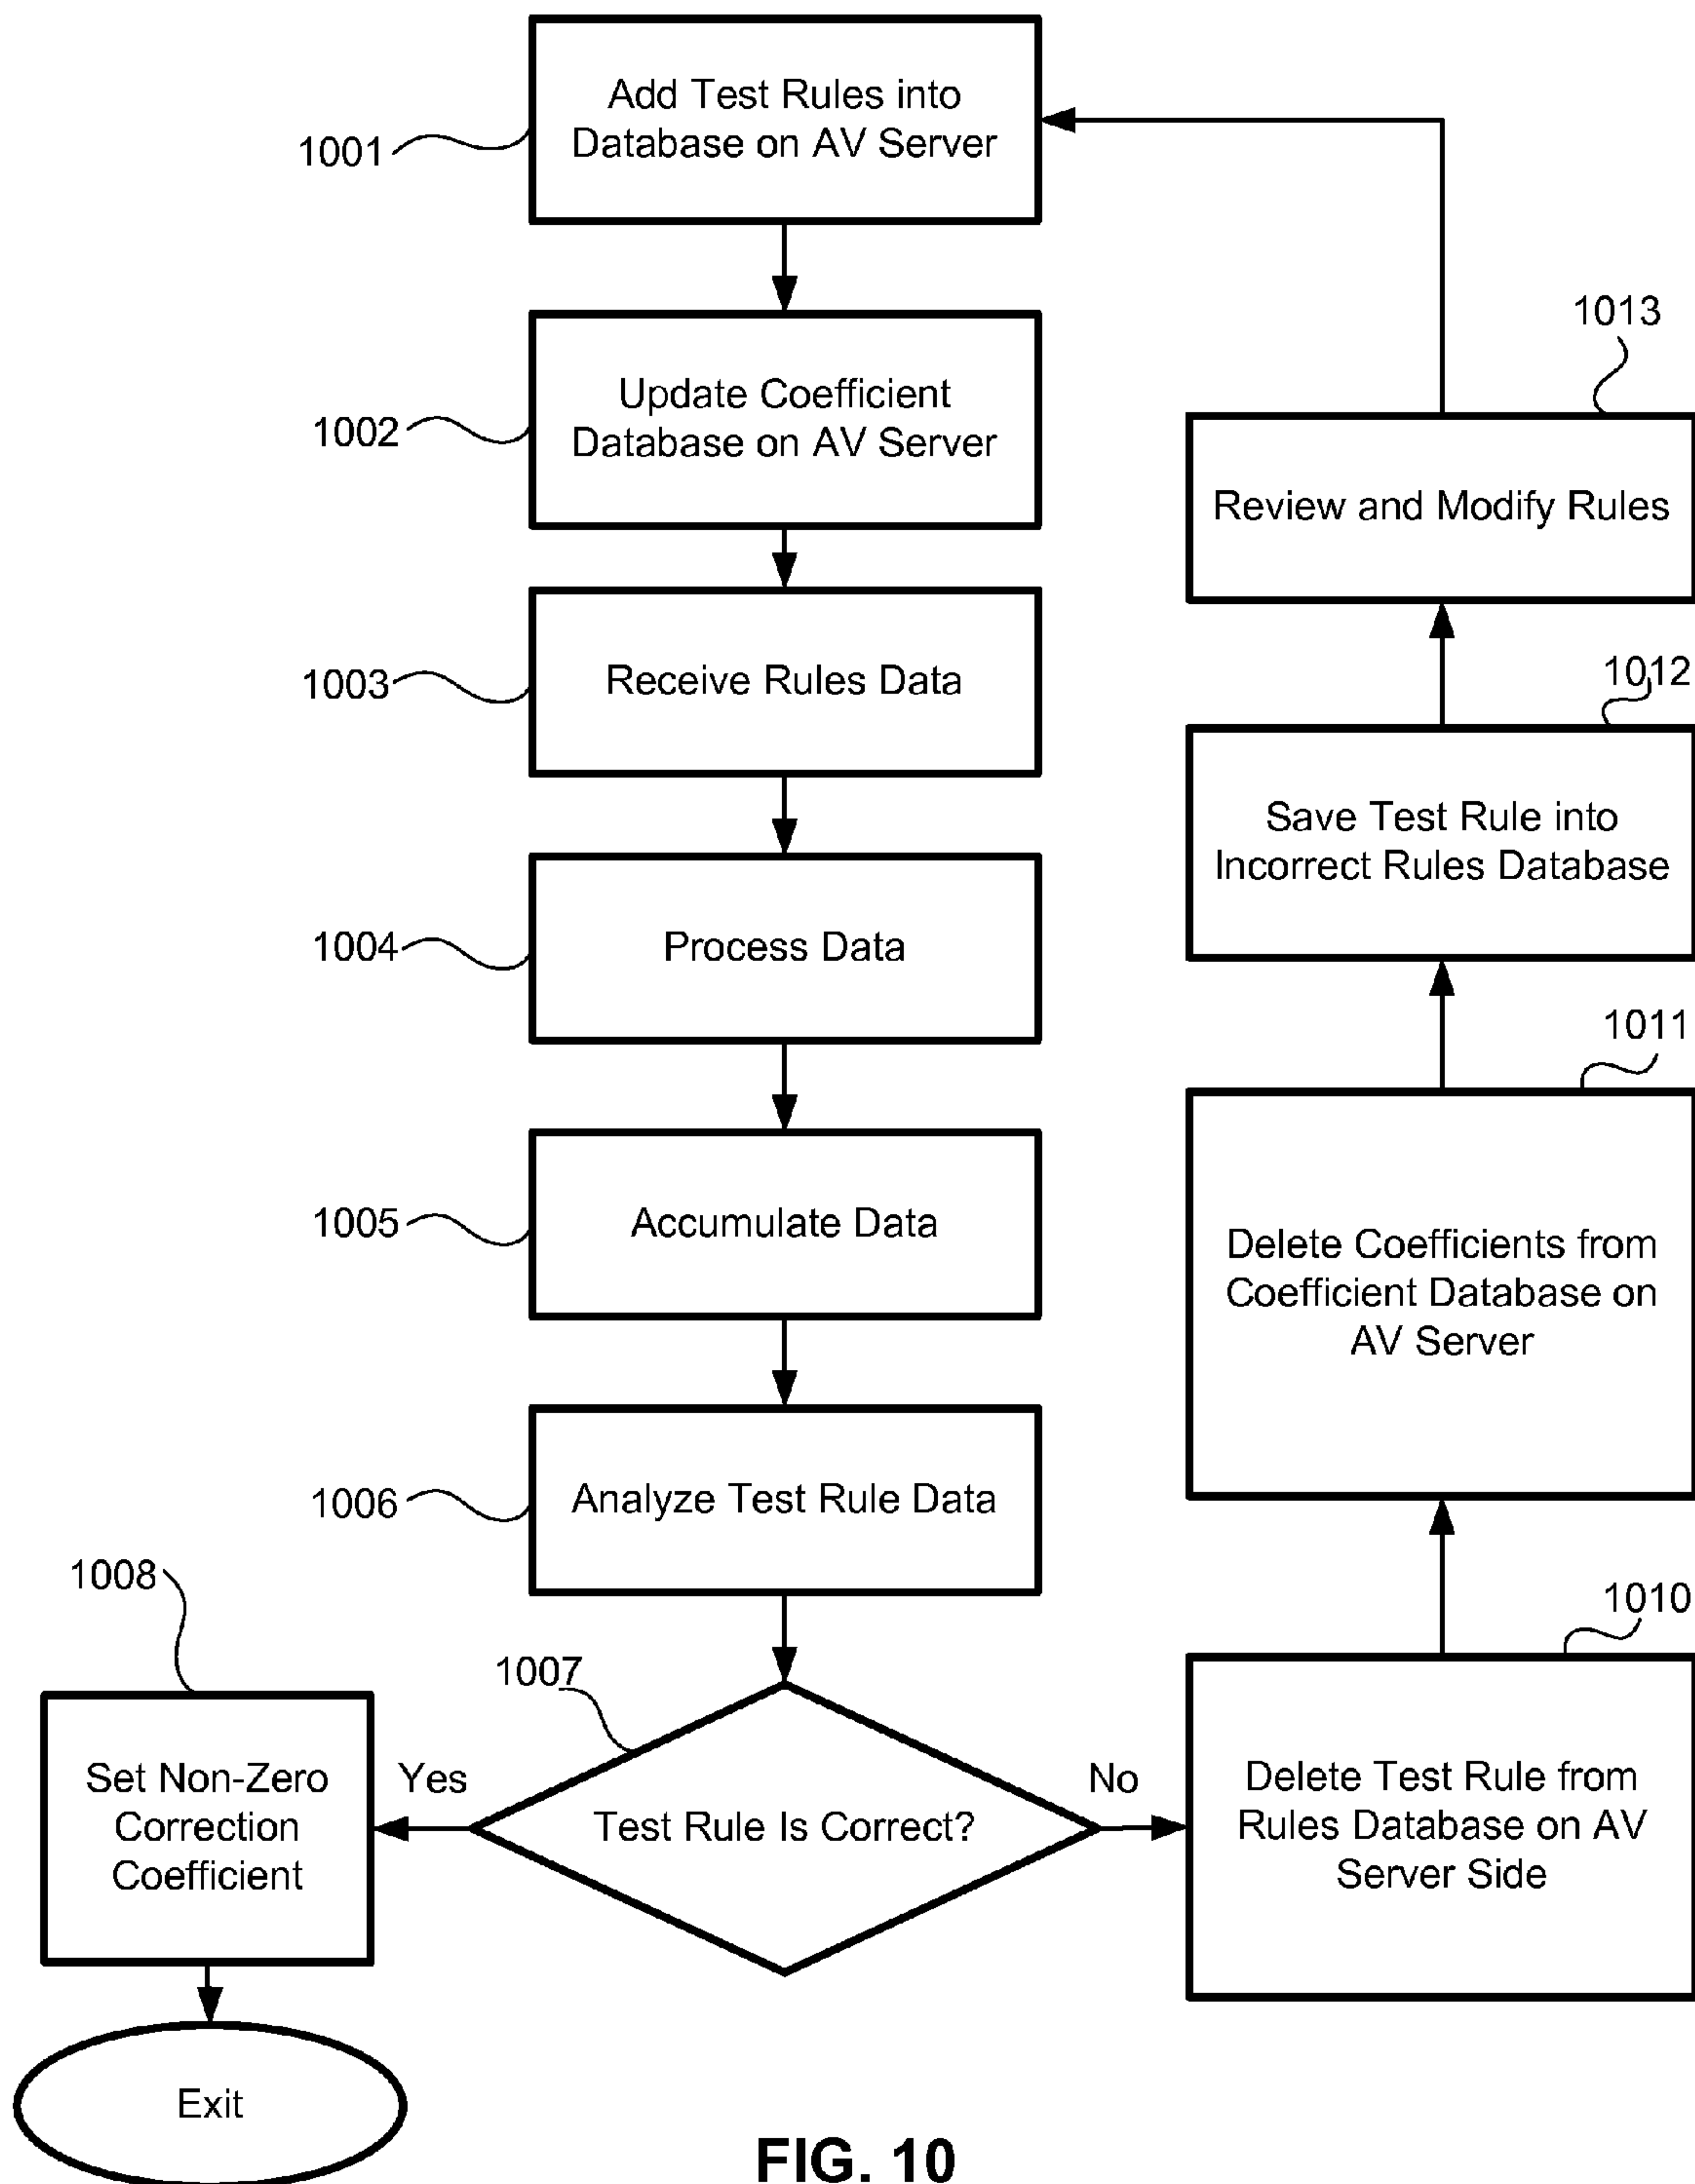 Add Test Rules into
Database on AV Server
1001
Update Coefficient
Database on AV Server
1002
Receive Rules Data
1003
Process Data
1004
Accumulate Data
1005
Analyze Test Rule Data
1006
1007
Test Rule Is Correct?
Yes
No
1008
Set Non-Zero
Correction
Coefficient
Exit
1010
Delete Test Rule from
Rules Database on AV
Server Side
1011
Delete Coefficients from
Coefficient Database on
AV Server
1012
Save Test Rule into
Incorrect Rules Database
1013
Review and Modify Rules
FIG. 10